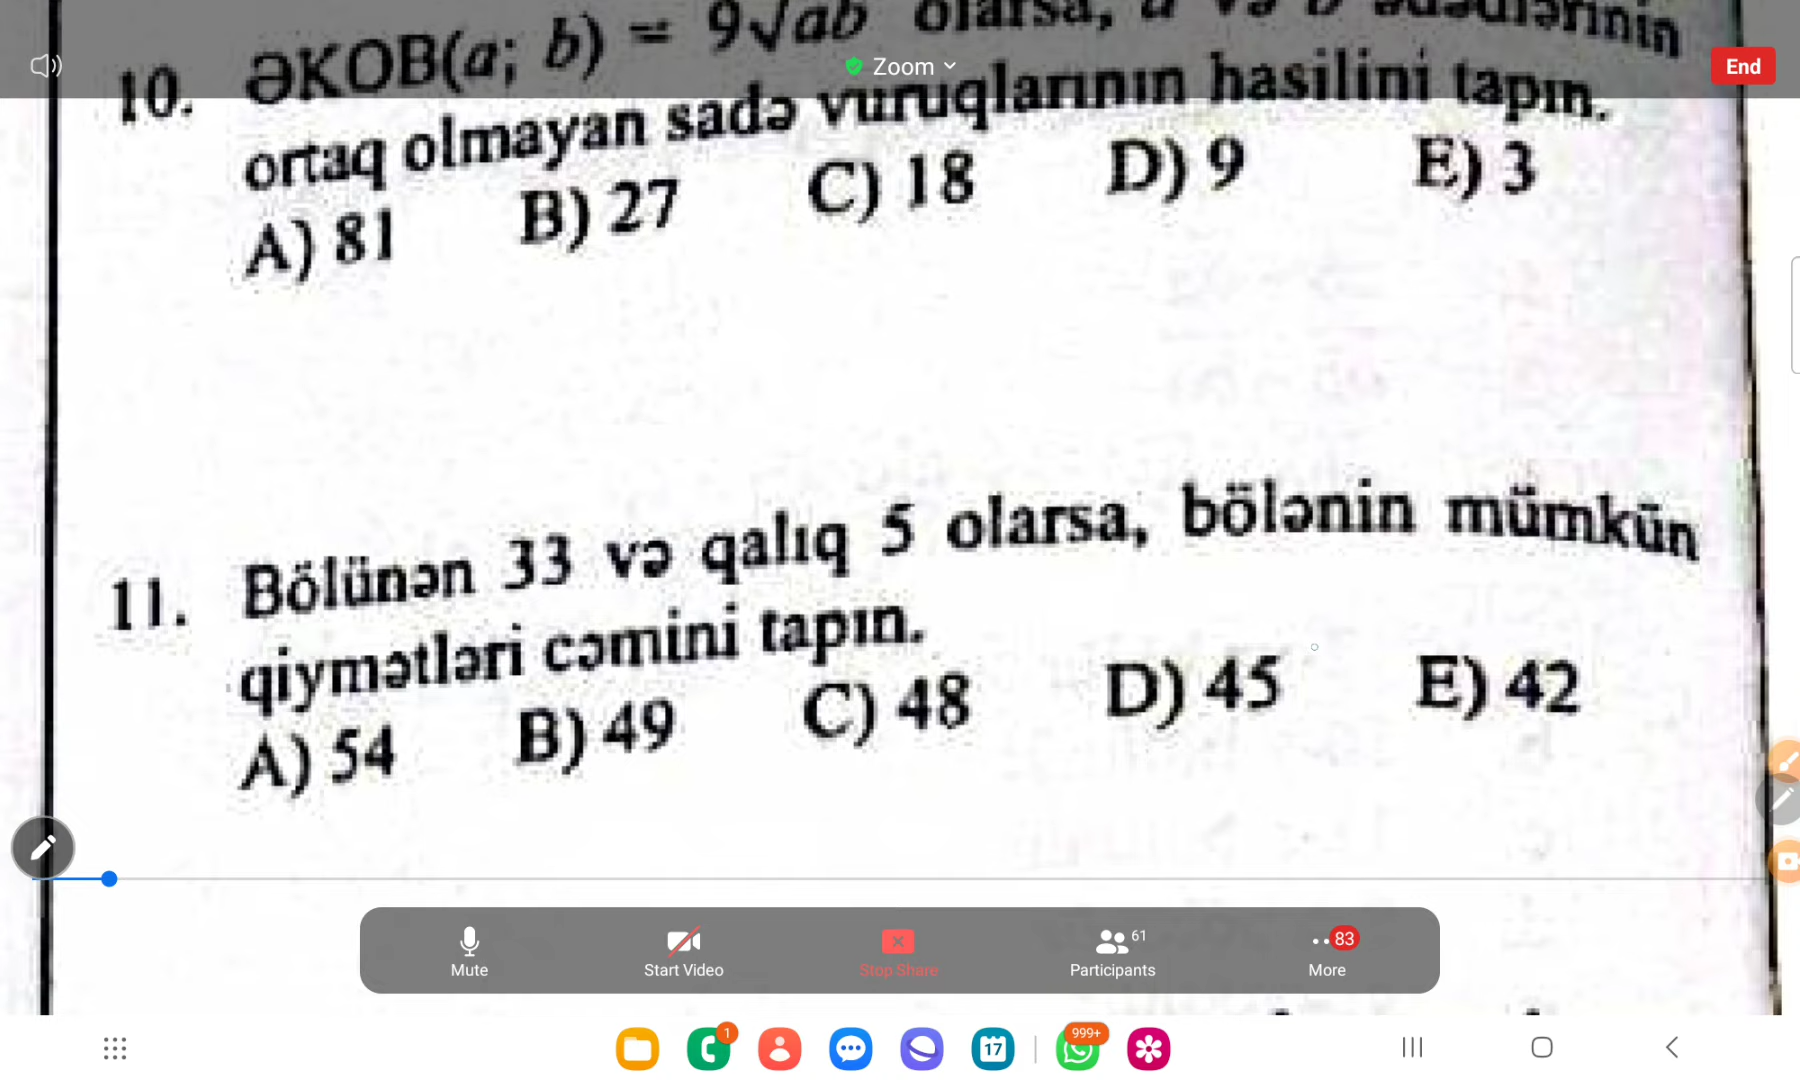 10. ƏKOB(a; b) = 9√ab olarsa, a və b ədədlərinin
Zoom
End
ortaq olmayan sadə vuruqlarının hasilini tapın.
A) 81 B) 27 C) 18 D) 9 E) 3
11. Bölünən 33 və qalıq 5 olarsa, bölənin mümkün
qiymətləri cəmini tapın.
A) 54 B) 49 C) 48 D) 45 E) 42
61
83
Mute Start Video Stop Share Participants More
1
17
999+